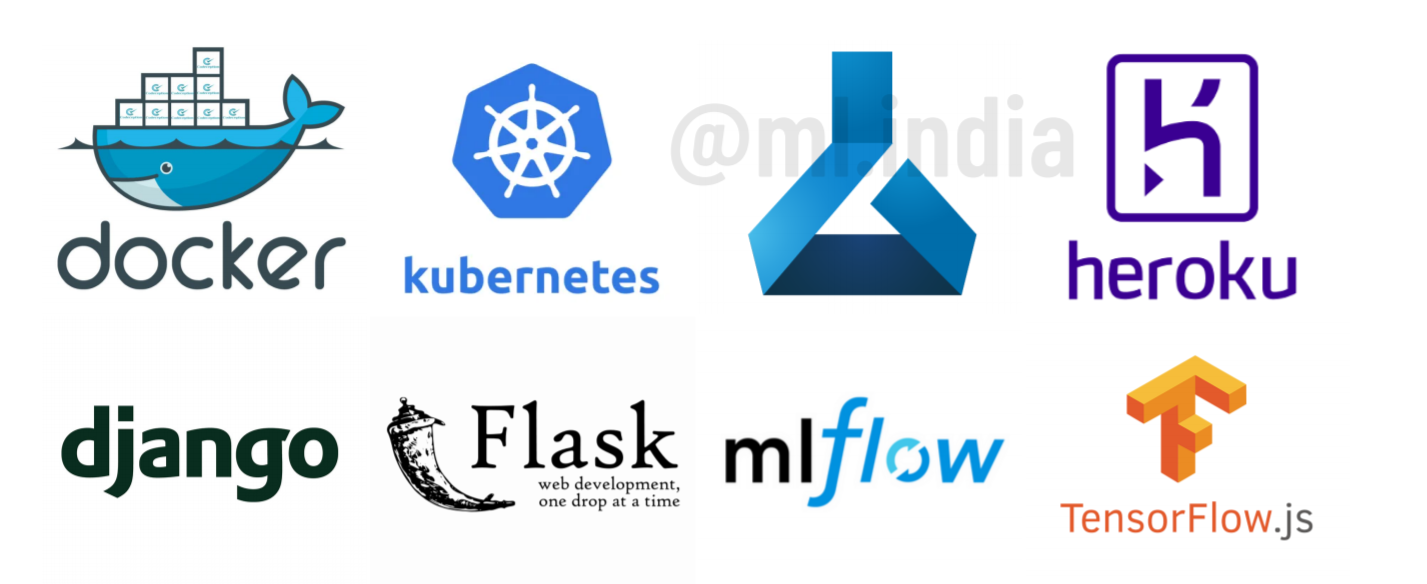 @ml.india
docker
kubernetes
heroku
django
Flask
web development,
one drop at a time
mlflow
TensorFlow.js